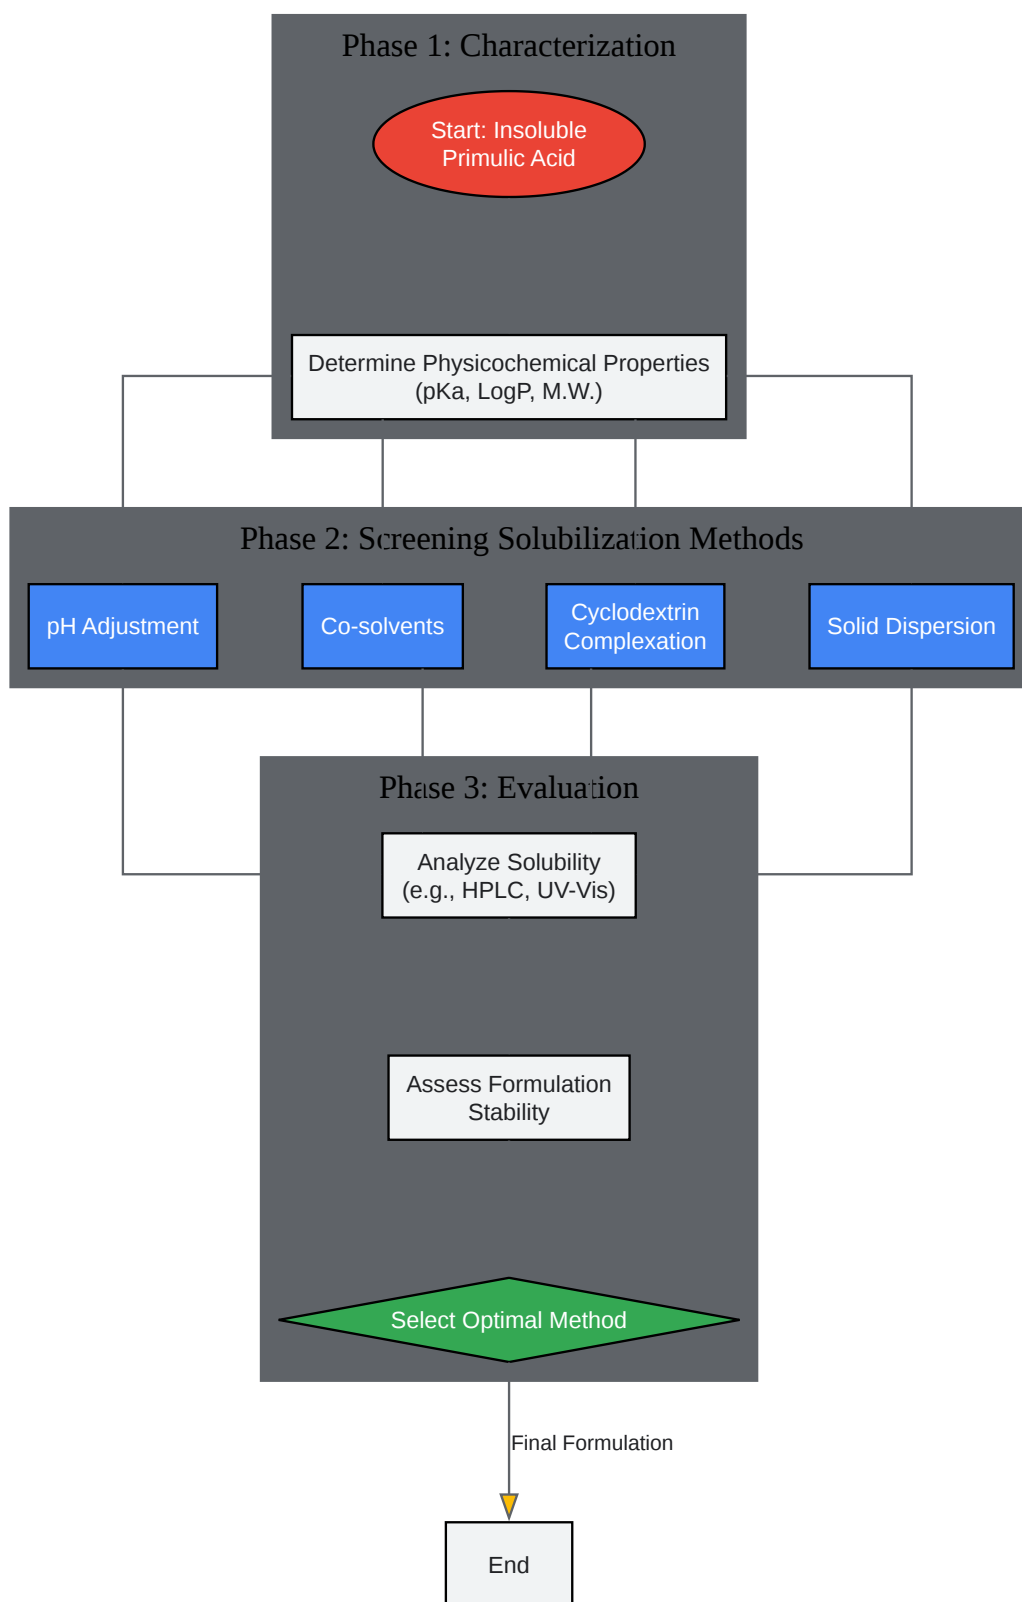 Phase 1: Characterization
Start: Insoluble
Primulic Acid
Determine Physicochemical Properties
(pKa, LogP, M.W.)
Phase 2: Screening Solubilization Methods
pH Adjustment
Co-solvents
Cyclodextrin
Complexation
Solid Dispersion
Phase 3: Evaluation
Analyze Solubility
(e.g., HPLC, UV-Vis)
Assess Formulation
Stability
Select Optimal Method
Final Formulation
End